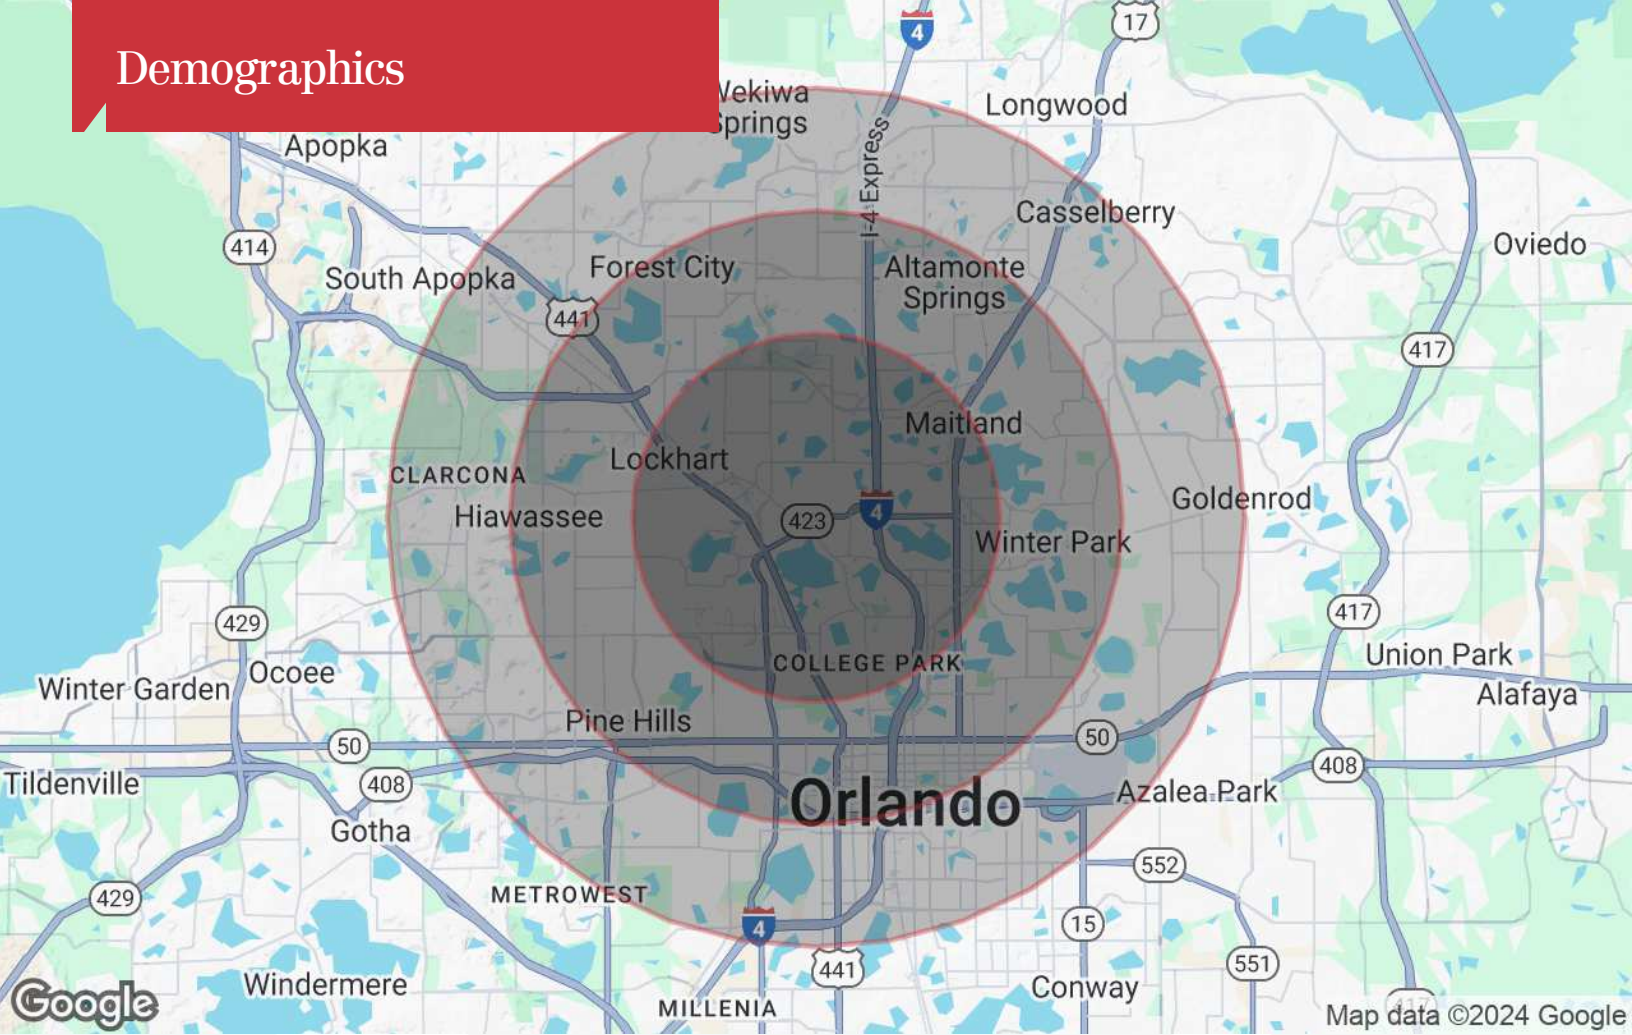 Demographics
4
17
Wekiwa
Springs
Longwood
Apopka
I-4 Express
Casselberry
414
Oviedo
South Apopka
Forest City
Altamonte
Springs
441
417
Maitland
Lockhart
CLARCONA
Goldenrod
Hiawassee
423
4
Winter Park
429
417
COLLEGE PARK
Union Park
Ocoee
Winter Garden
Alafaya
Pine Hills
50
50
408
Tildenville
408
Orlando
Azalea Park
Gotha
552
METROWEST
429
4
15
441
551
Windermere
Conway
MILLENIA
Google
417
Map data ©2024 Google